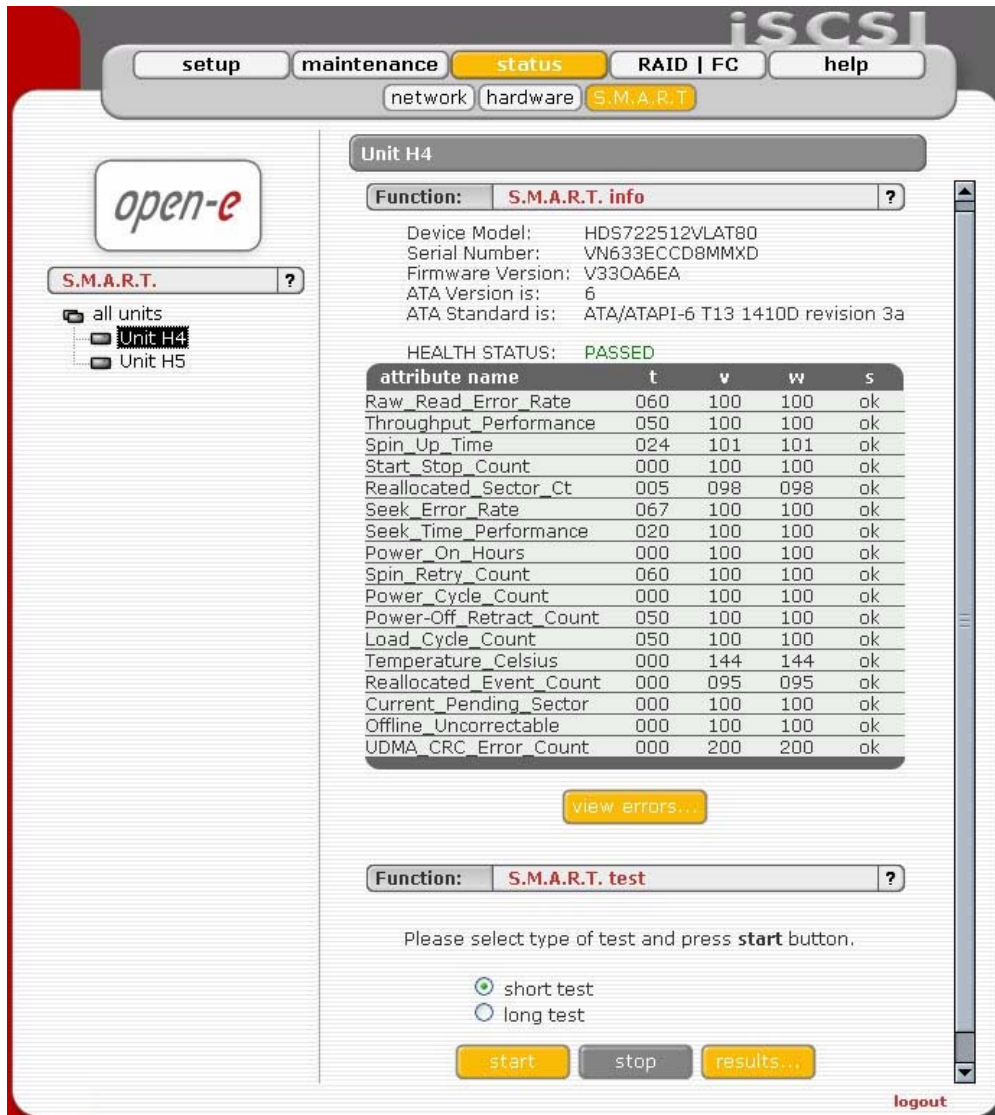 iSCSI
setup maintenance status RAID | FC help
network hardware S.M.A.R.T
open-e
S.M.A.R.T. ?
all units
Unit H4
Unit H5
Unit H4
Function: S.M.A.R.T. info ?
Device Model: HDS722512VLAT80
Serial Number: VN633ECCD8MMXD
Firmware Version: V33OA6EA
ATA Version is: 6
ATA Standard is: ATA/ATAPI-6 T13 1410D revision 3a
HEALTH STATUS: PASSED
attribute name t v w s
Raw_Read_Error_Rate 060 100 100 ok
Throughput_Performance 050 100 100 ok
Spin_Up_Time 024 101 101 ok
Start_Stop_Count 000 100 100 ok
Reallocated_Sector_Ct 005 098 098 ok
Seek_Error_Rate 067 100 100 ok
Seek_Time_Performance 020 100 100 ok
Power_On_Hours 000 100 100 ok
Spin_Retry_Count 060 100 100 ok
Power_Cycle_Count 000 100 100 ok
Power-Off_Retract_Count 050 100 100 ok
Load_Cycle_Count 050 100 100 ok
Temperature_Celsius 000 144 144 ok
Reallocated_Event_Count 000 095 095 ok
Current_Pending_Sector 000 100 100 ok
Offline_Uncorrectable 000 100 100 ok
UDMA_CRC_Error_Count 000 200 200 ok
view errors...
Function: S.M.A.R.T. test ?
Please select type of test and press start button.
short test
long test
start stop results...
logout